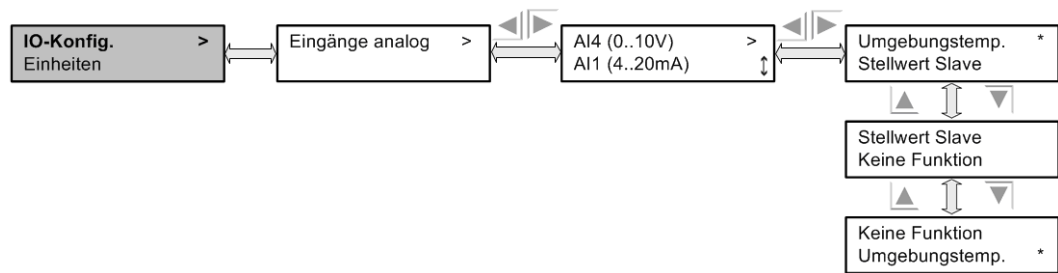 IO-Konfig. >
Einheiten
Eingänge analog >
AI4 (0..10V) >
AI1 (4..20mA)
Umgebungstemp. *
Stellwert Slave
Stellwert Slave
Keine Funktion
Keine Funktion
Umgebungstemp. *